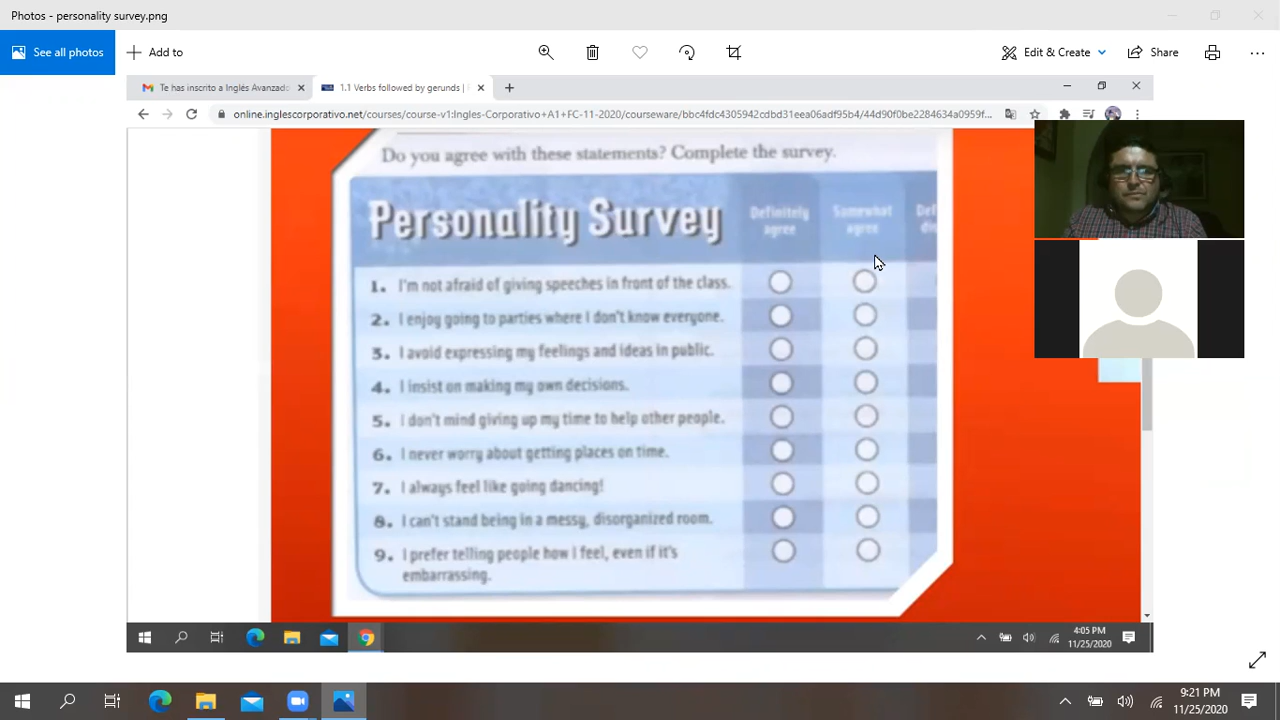 Photos - personality survey.png
See all photos
Add to
Edit & Create
Share
Te has inscrito a Inglés Avanzado
1.1 Verbs followed by gerunds |
online.inglescorporativo.net/courses/course-v1:Ingles-Corporativo+A1+FC-11-2020/courseware/bbc4fdc4305942cdbd31eea06adf95b4/44d90f0be2284634a0959f...
Do you agree with these statements? Complete the survey.
Personality Survey
Definitely agree
Somewhat agree
1. I'm not afraid of giving speeches in front of the class.
2. I enjoy going to parties where I don't know everyone.
3. I avoid expressing my feelings and ideas in public.
4. I insist on making my own decisions.
5. I don't mind giving up my time to help other people.
6. I never worry about getting places on time.
7. I always feel like going dancing!
8. I can't stand being in a messy, disorganized room.
9. I prefer telling people how I feel, even if it's
embarrassing.
4:05 PM
11/25/2020
9:21 PM
11/25/2020